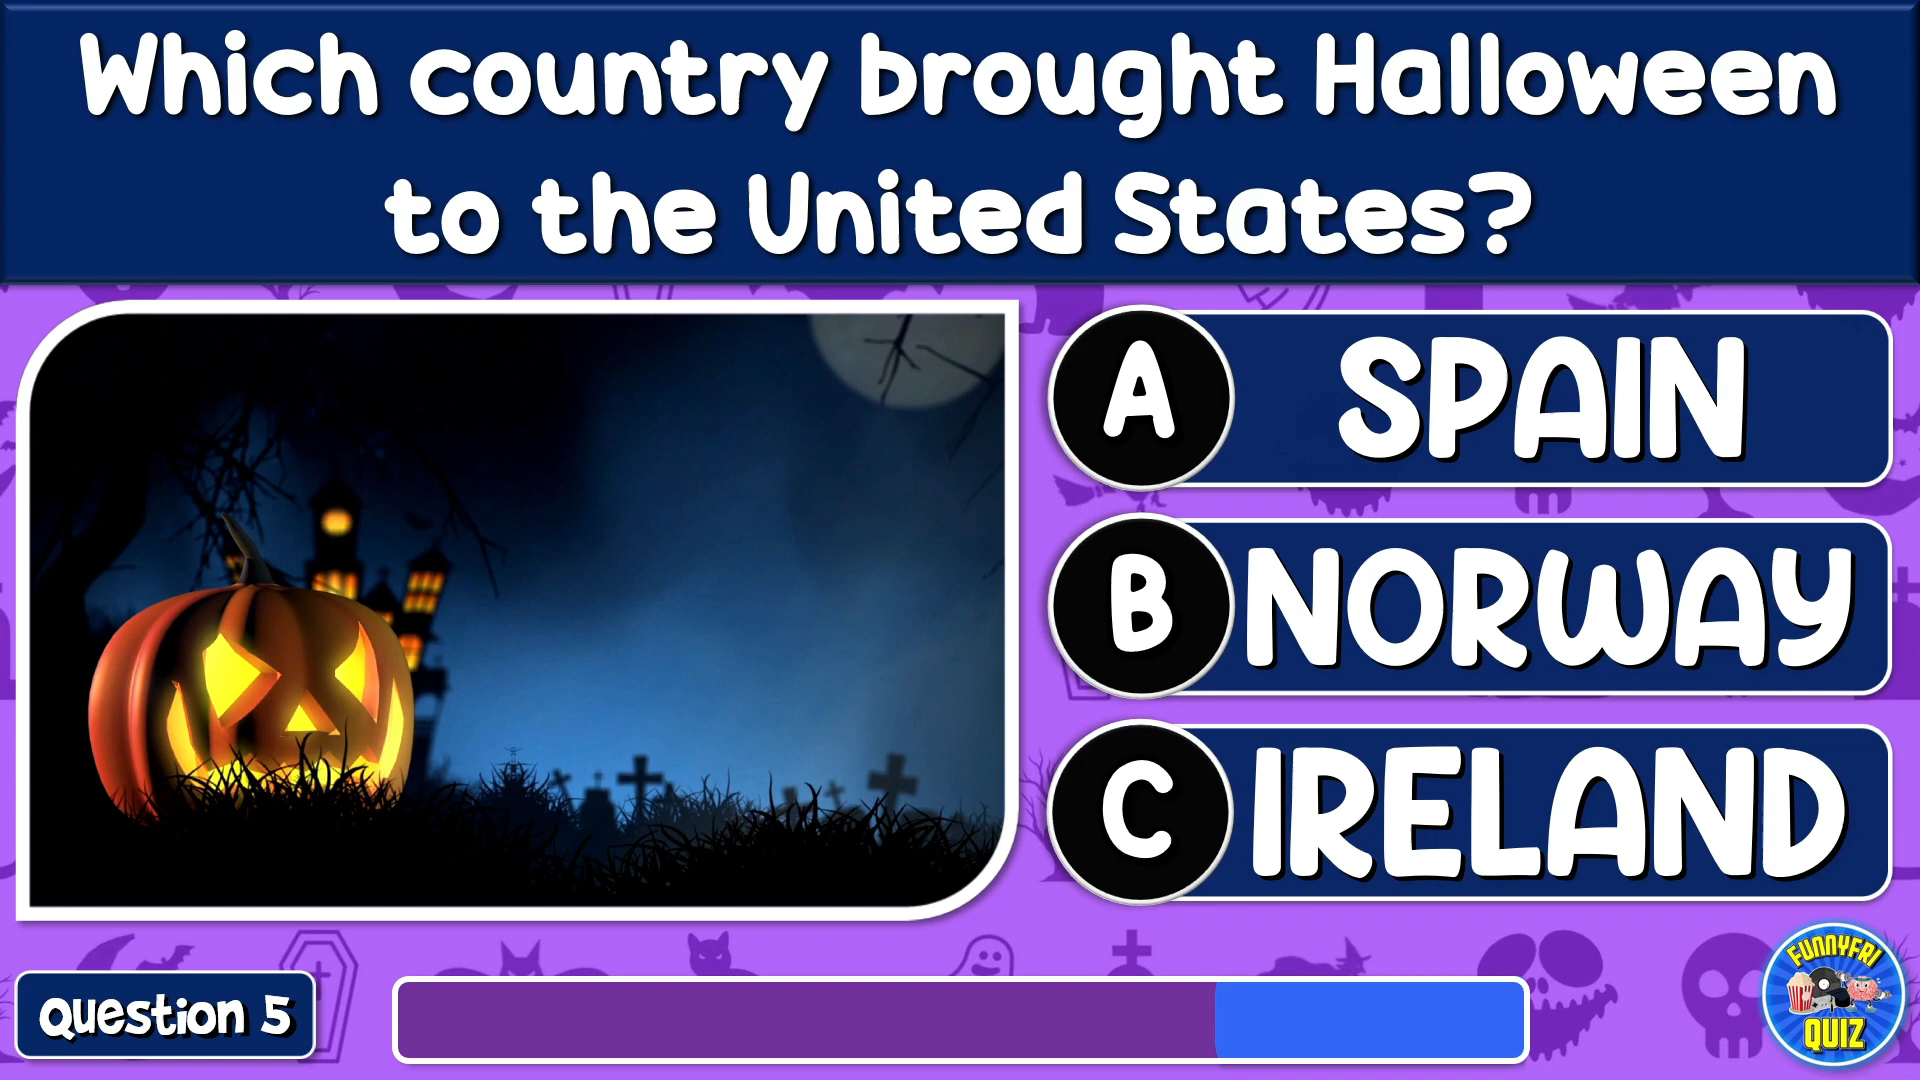 Which country brought Halloween
to the United States?
A
SPAIN
B
NORWAY
C
IRELAND
Question 5
FUNNYFRI
QUIZ